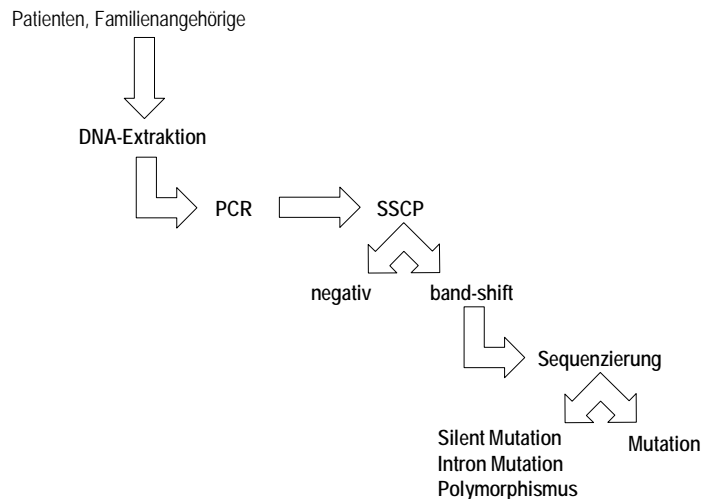 Patienten, Familienangehörige
DNA-Extraktion
PCR
SSCP
negativ
band-shift
Sequenzierung
Silent Mutation
Intron Mutation
Polymorphismus
Mutation